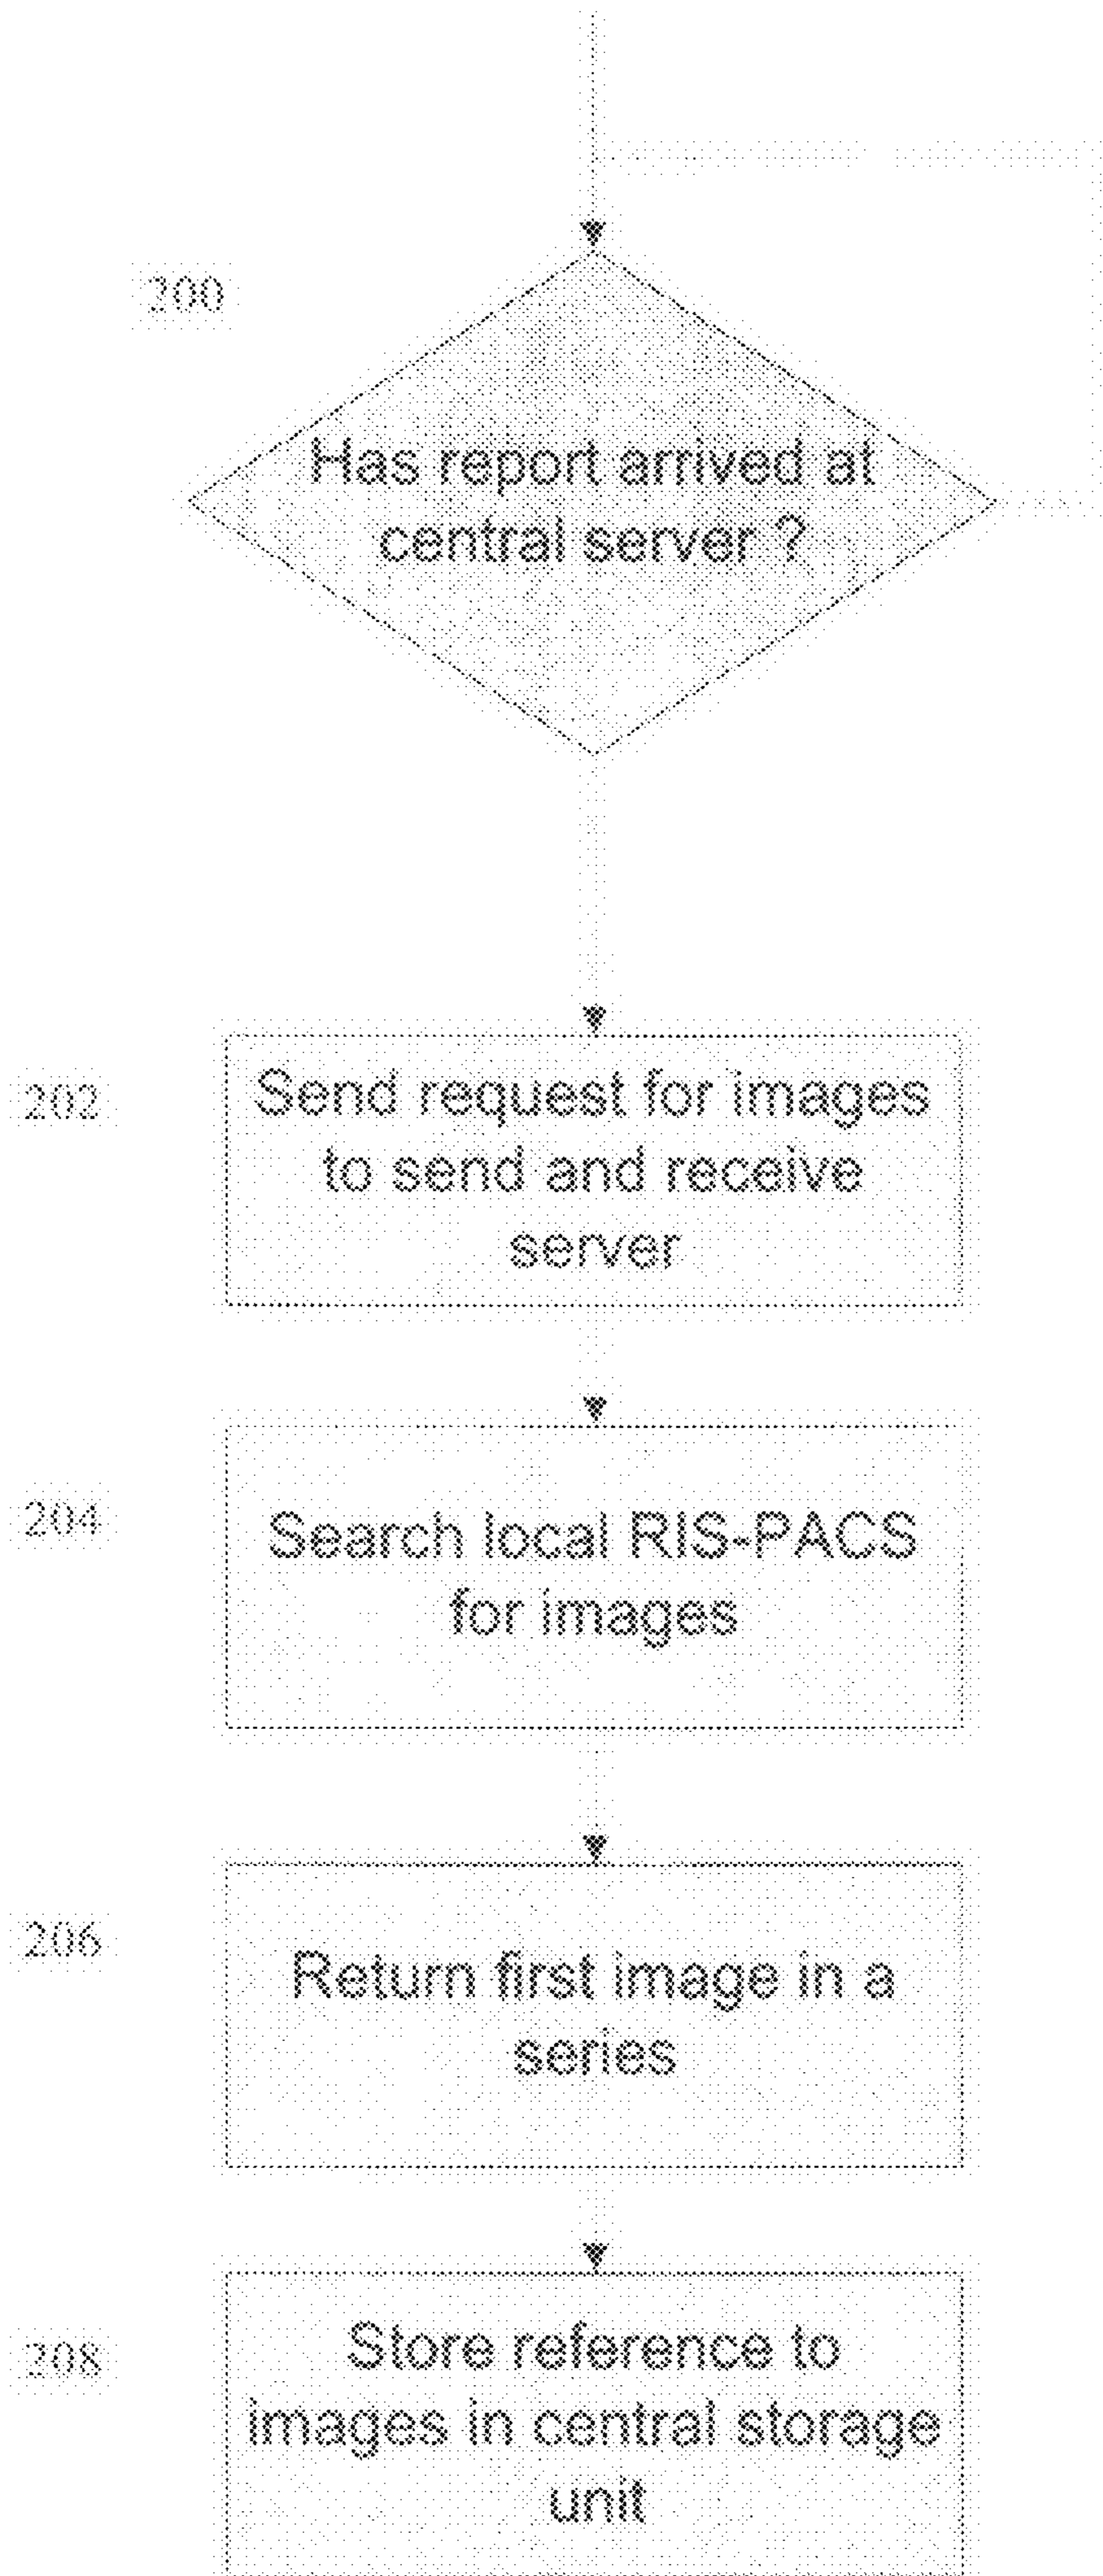 200
Has report arrived at
central server ?
202
Send request for images
to send and receive
server
204
Search local RIS-PACS
for images
206
Return first image in a
series
208
Store reference to
images in central storage
unit